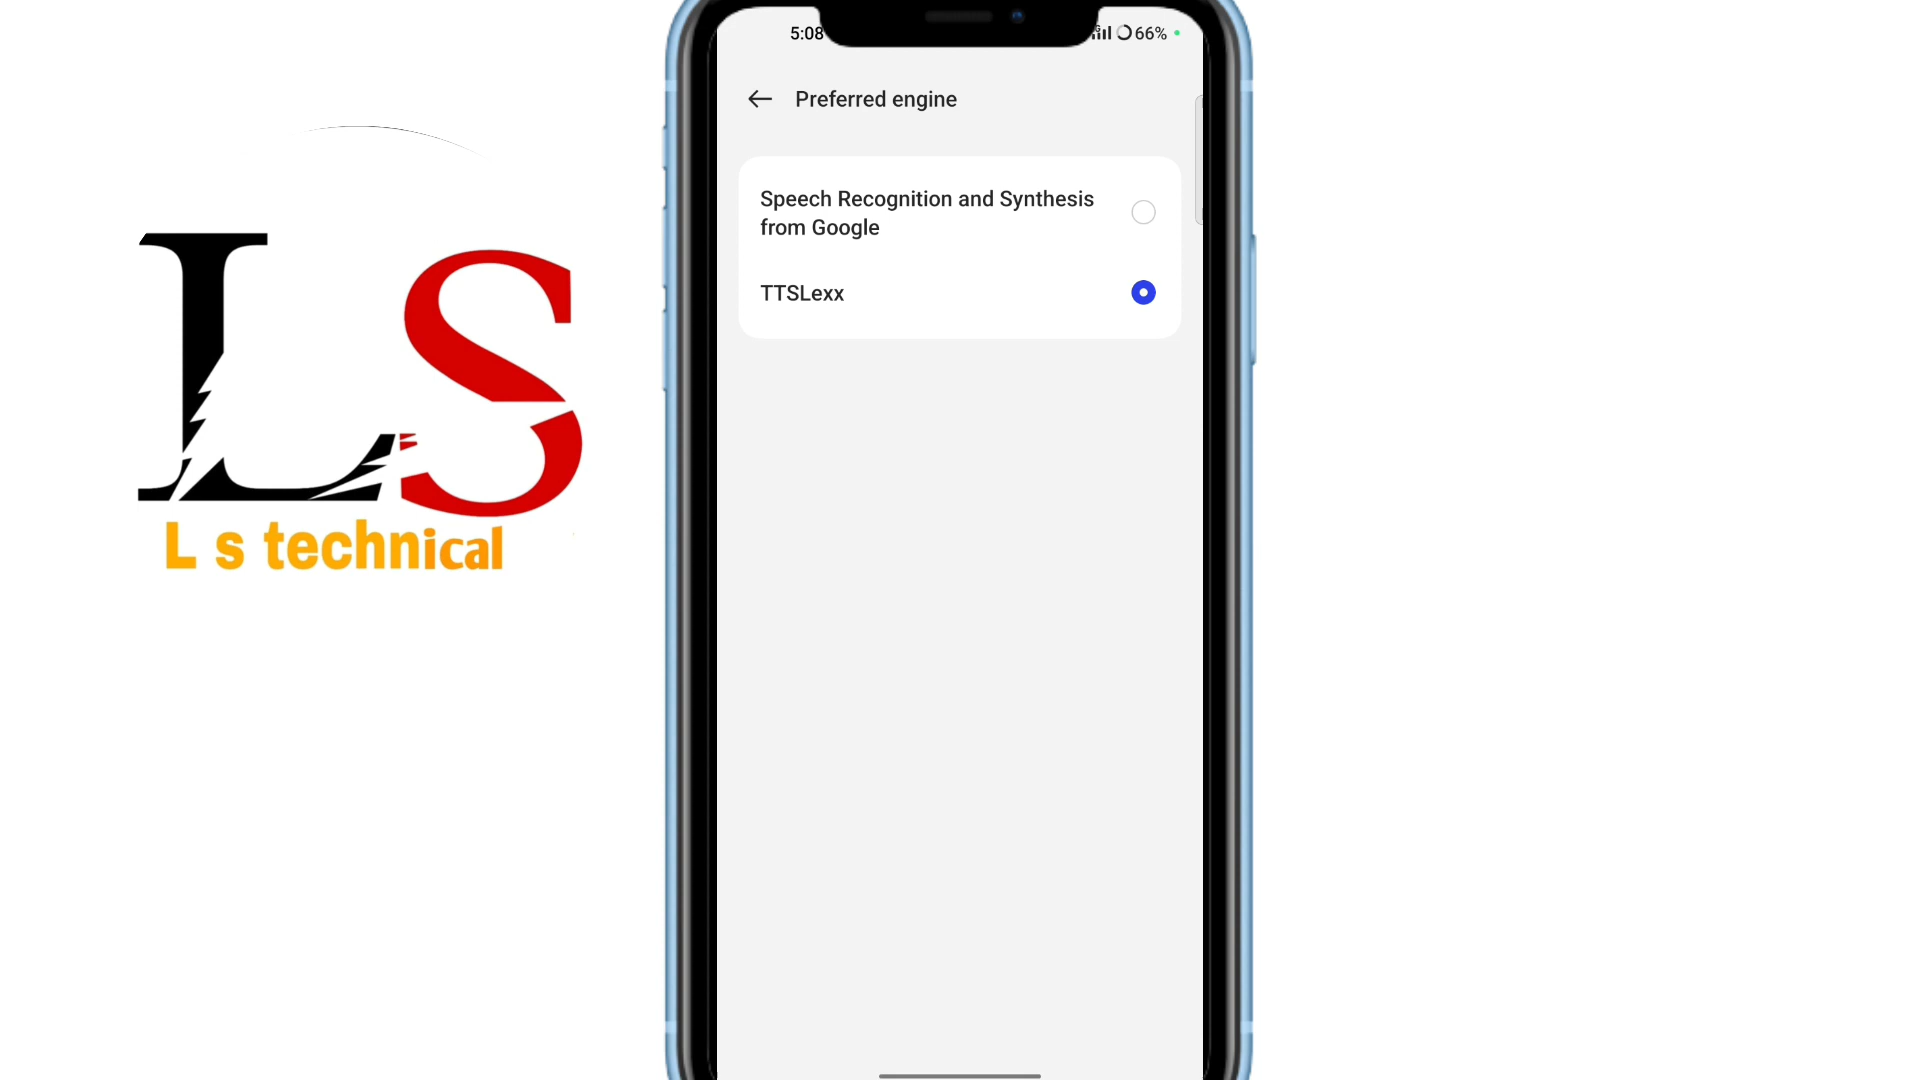 5:08
66%
Preferred engine
Speech Recognition and Synthesis
from Google
TTSLexx
LS
L s technical